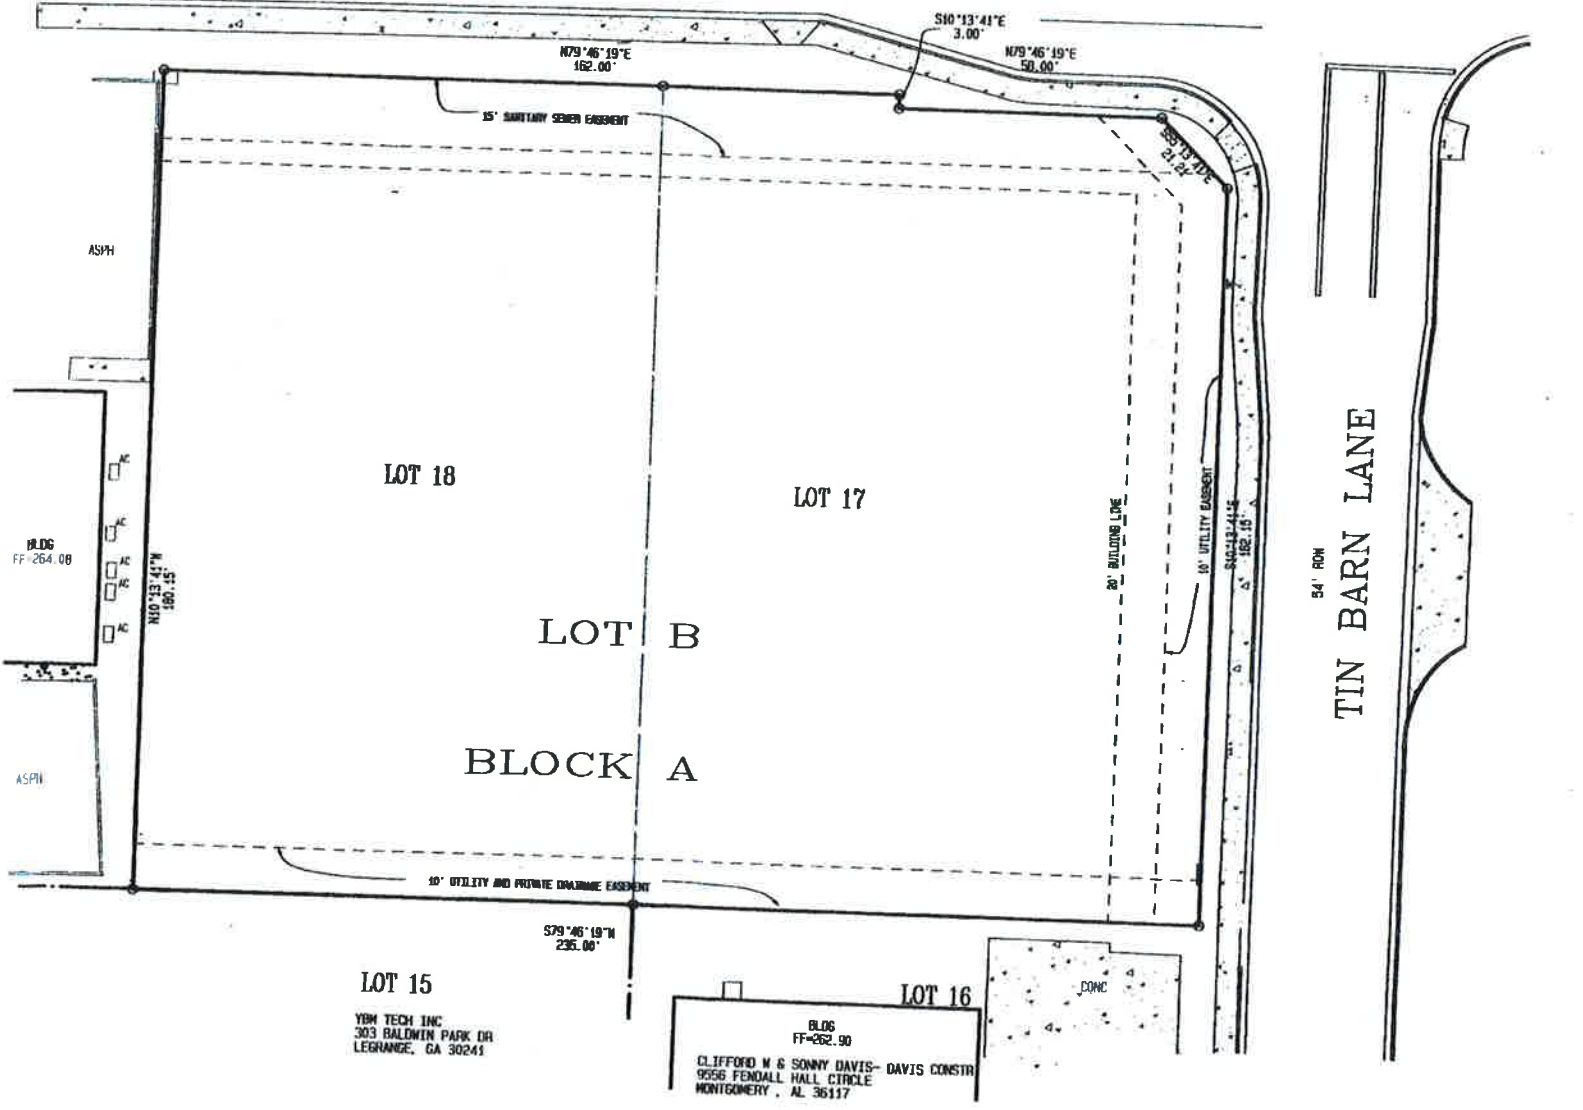 S10°13'41"E
3.00'
N79°46'19"E
162.00'
N79°46'19"E
50.00'
15' SANITARY SEWER EASEMENT
S55°13'41"E
21.21'
ASPH
LOT 18
LOT 17
AC
AC
AC
AC
AC
BLDG
FF=264.08
N10°13'41"W
180.15'
20' BUILDING LINE
10' UTILITY EASEMENT
S10°13'41"E
162.15'
54' ROW
TIN BARN LANE
LOT B
BLOCK A
ASPH
10' UTILITY AND PRIVATE DRAINAGE EASEMENT
S79°46'19"W
235.00'
LOT 15
YBM TECH INC
303 BALDWIN PARK DR
LEGRANGE, GA 30241
LOT 16
CONC
BLDG
FF=262.90
CLIFFORD W & SONNY DAVIS- DAVIS CONSTR
9556 FENDALL HALL CIRCLE
MONTGOMERY , AL 36117